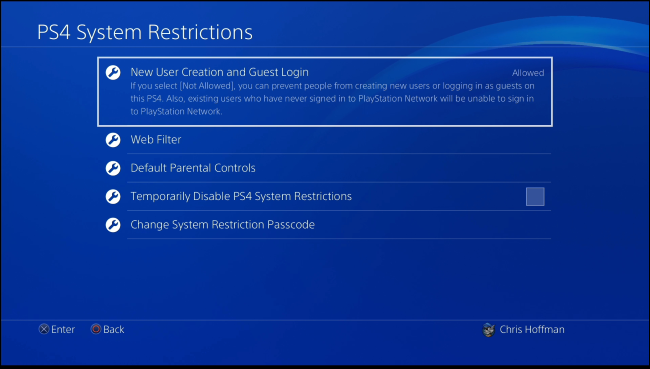 PS4 System Restrictions
New User Creation and Guest Login
Allowed
If you select [Not Allowed], you can prevent people from creating new users or logging in as guests on
this PS4. Also, existing users who have never signed in to PlayStation Network will be unable to sign in
to PlayStation Network.
Web Filter
Default Parental Controls
Temporarily Disable PS4 System Restrictions
Change System Restriction Passcode
Enter
Back
Chris Hoffman